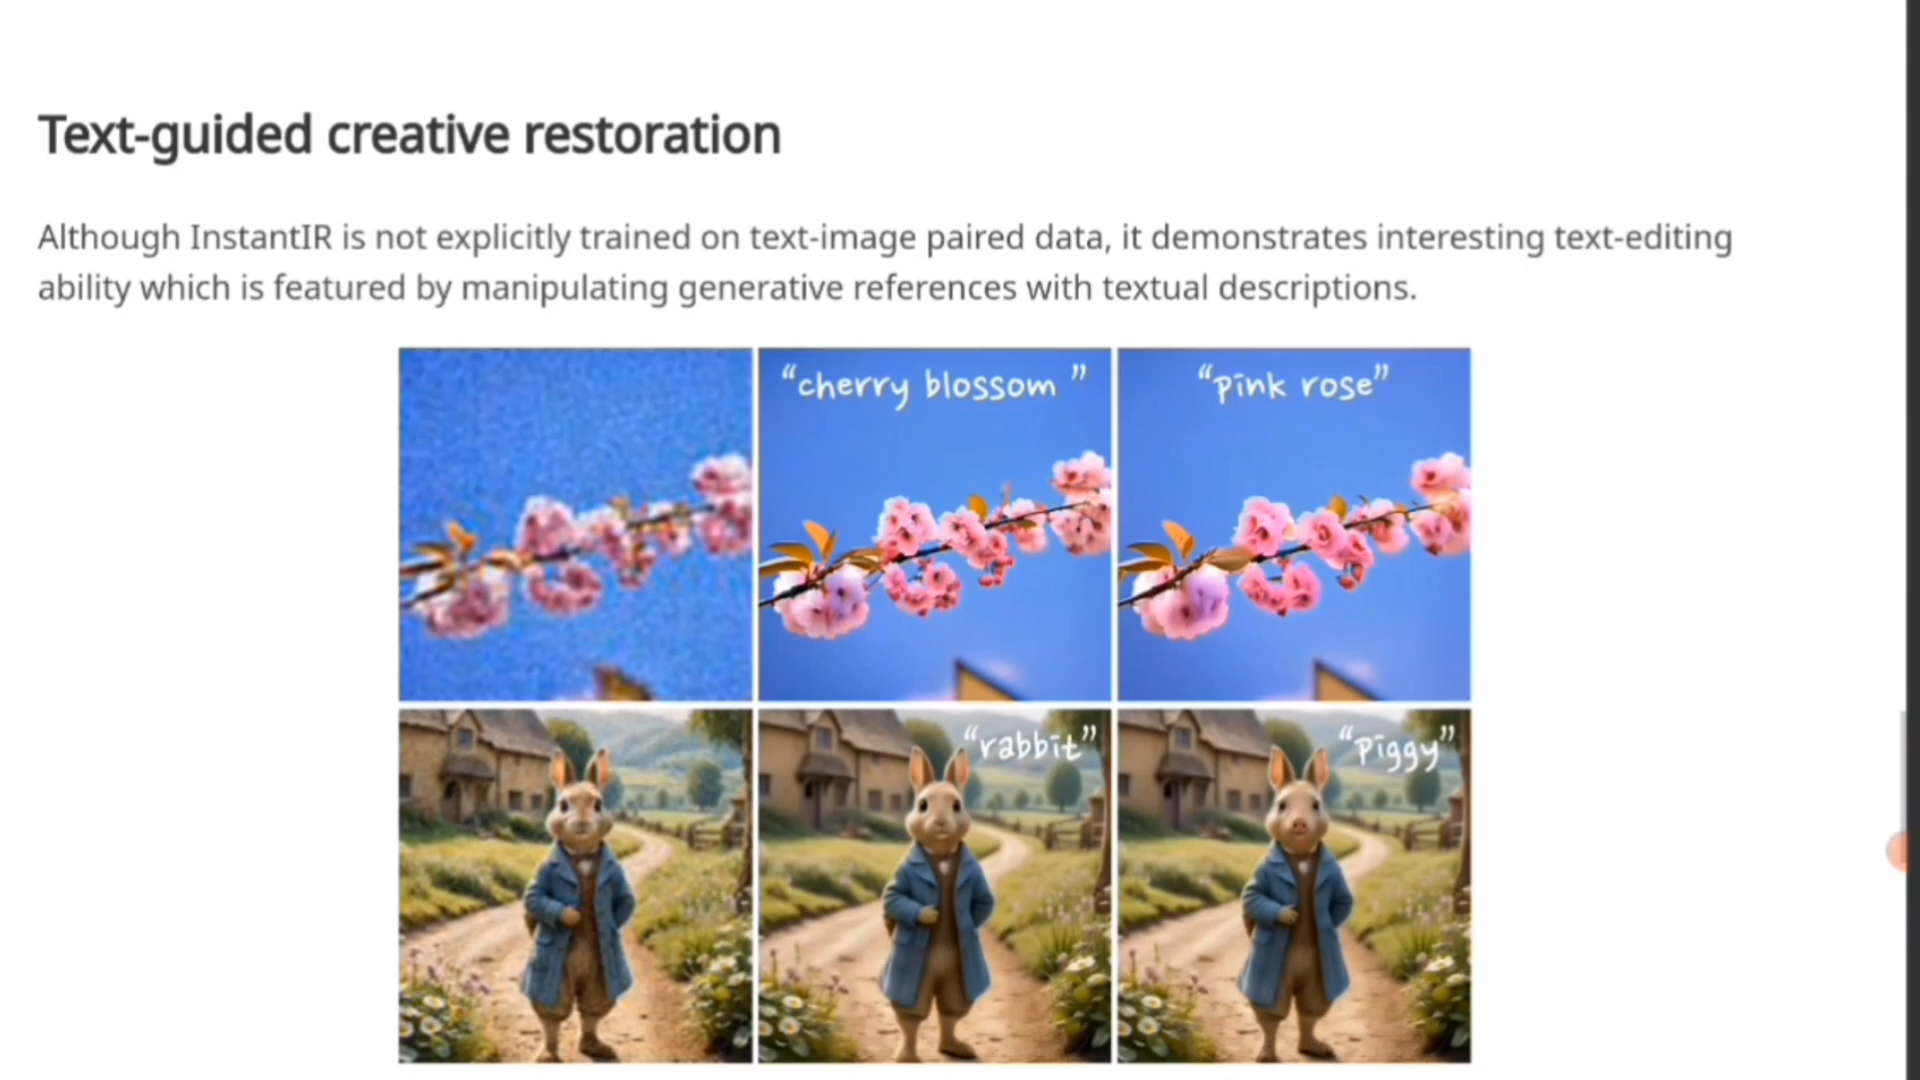 Text-guided creative restoration
Although InstantIR is not explicitly trained on text-image paired data, it demonstrates interesting text-editing
ability which is featured by manipulating generative references with textual descriptions.
“cherry blossom ”
“pink rose”
“rabbit”
“piggy”